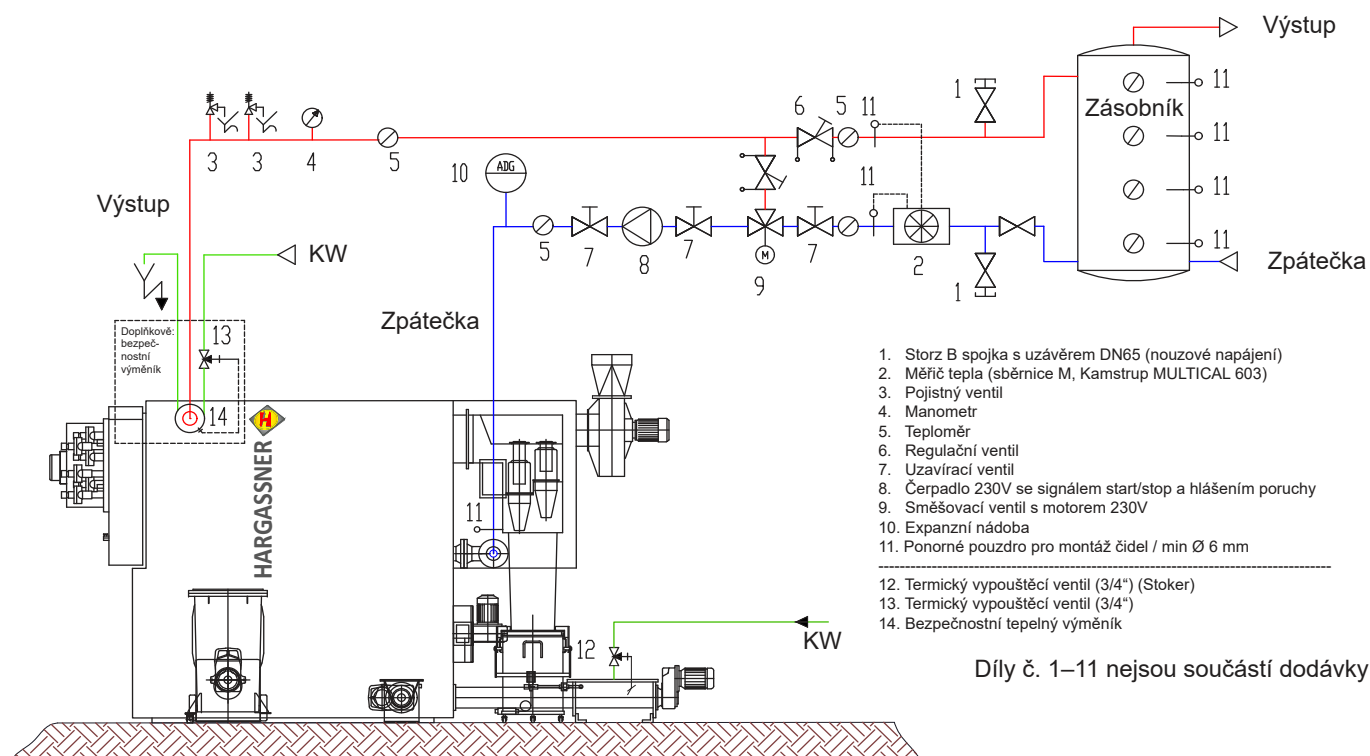 Výstup
11
1
6
5
11
Zásobník
3
3
4
5
11
10
ADG
11
11
Výstup
5
7
8
7
M
9
7
2
1
11
KW
Zpátečka
Zpátečka
Doplňkově:
bezpeč-
nostní
výměník
13
14
H
HARGASSNER
11
12
KW
1. Storz B spojka s uzávěrem DN65 (nouzové napájení)
2. Měřič tepla (sběrnice M, Kamstrup MULTICAL 603)
3. Pojistný ventil
4. Manometr
5. Teploměr
6. Regulační ventil
7. Uzavírací ventil
8. Čerpadlo 230V se signálem start/stop a hlášením poruchy
9. Směšovací ventil s motorem 230V
10. Expanzní nádoba
11. Ponorné pouzdro pro montáž čidel / min Ø 6 mm
12. Termický vypouštěcí ventil (3/4“) (Stoker)
13. Termický vypouštěcí ventil (3/4“)
14. Bezpečnostní tepelný výměník
Díly č. 1–11 nejsou součástí dodávky